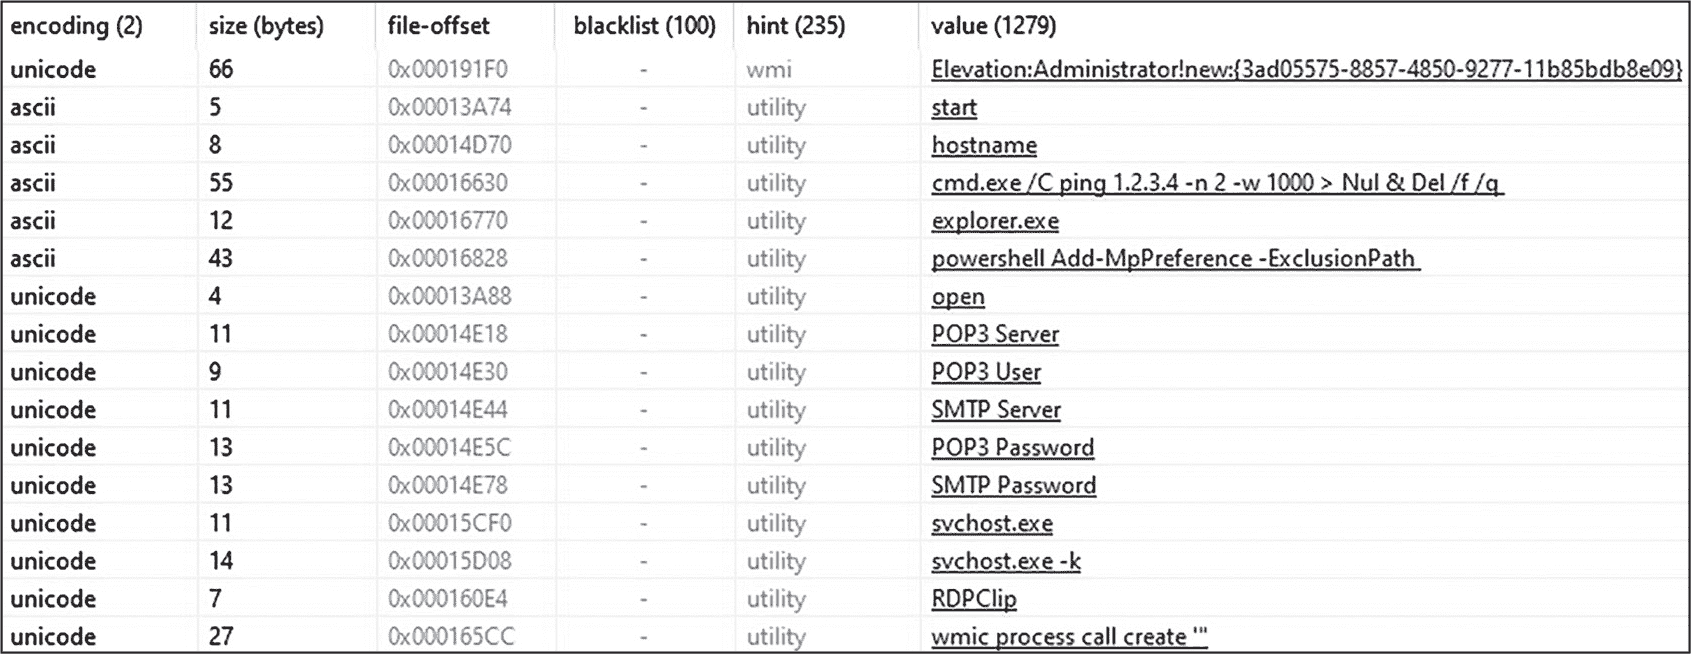 encoding (2) size (bytes) file-offset blacklist (100) hint (235) value (1279)
unicode 66 0x000191F0 - wmi Elevation:Administrator!new:{3ad05575-8857-4850-9277-11b85bdb8e09}
ascii 5 0x00013A74 - utility start
ascii 8 0x00014D70 - utility hostname
ascii 55 0x00016630 - utility cmd.exe /C ping 1.2.3.4 -n 2 -w 1000 > Nul & Del /f /q
ascii 12 0x00016770 - utility explorer.exe
ascii 43 0x00016828 - utility powershell Add-MpPreference -ExclusionPath
unicode 4 0x00013A88 - utility open
unicode 11 0x00014E18 - utility POP3 Server
unicode 9 0x00014E30 - utility POP3 User
unicode 11 0x00014E44 - utility SMTP Server
unicode 13 0x00014E5C - utility POP3 Password
unicode 13 0x00014E78 - utility SMTP Password
unicode 11 0x00015CF0 - utility svchost.exe
unicode 14 0x00015D08 - utility svchost.exe -k
unicode 7 0x000160E4 - utility RDPClip
unicode 27 0x000165CC - utility wmic process call create '"